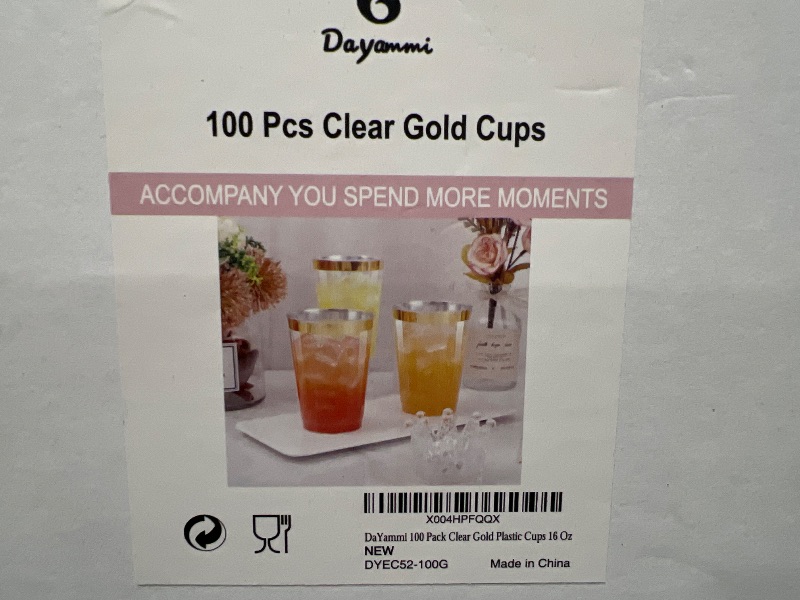 Dayammi
100 Pcs Clear Gold Cups
ACCOMPANY YOU SPEND MORE MOMENTS
X004HPFQQX
DaYammi 100 Pack Clear Gold Plastic Cups 16 Oz
NEW
DYEC52-100G Made in China